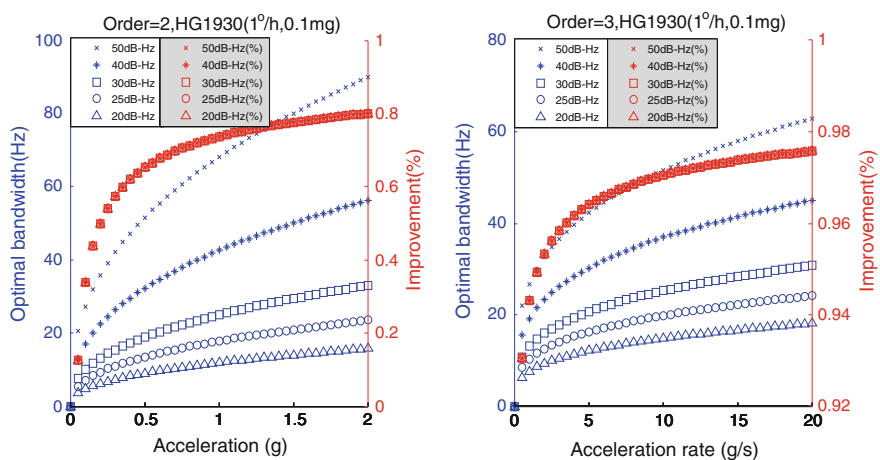 Order=2,HG1930(1°/h,0.1mg)
100
80
60
40
20
0
Optimal bandwidth(Hz)
50dB-Hz
40dB-Hz
30dB-Hz
25dB-Hz
20dB-Hz
50dB-Hz(%)
40dB-Hz(%)
30dB-Hz(%)
25dB-Hz(%)
20dB-Hz(%)
1
0.8
0.6
0.4
0.2
0
Improvement(%)
0 0.5 1 1.5 2
Acceleration (g)
Order=3,HG1930(1°/h,0.1mg)
80
60
40
20
0
Optimal bandwidth(Hz)
50dB-Hz
40dB-Hz
30dB-Hz
25dB-Hz
20dB-Hz
50dB-Hz(%)
40dB-Hz(%)
30dB-Hz(%)
25dB-Hz(%)
20dB-Hz(%)
1
0.98
0.96
0.94
0.92
Improvement(%)
0 5 10 15 20
Acceleration rate (g/s)